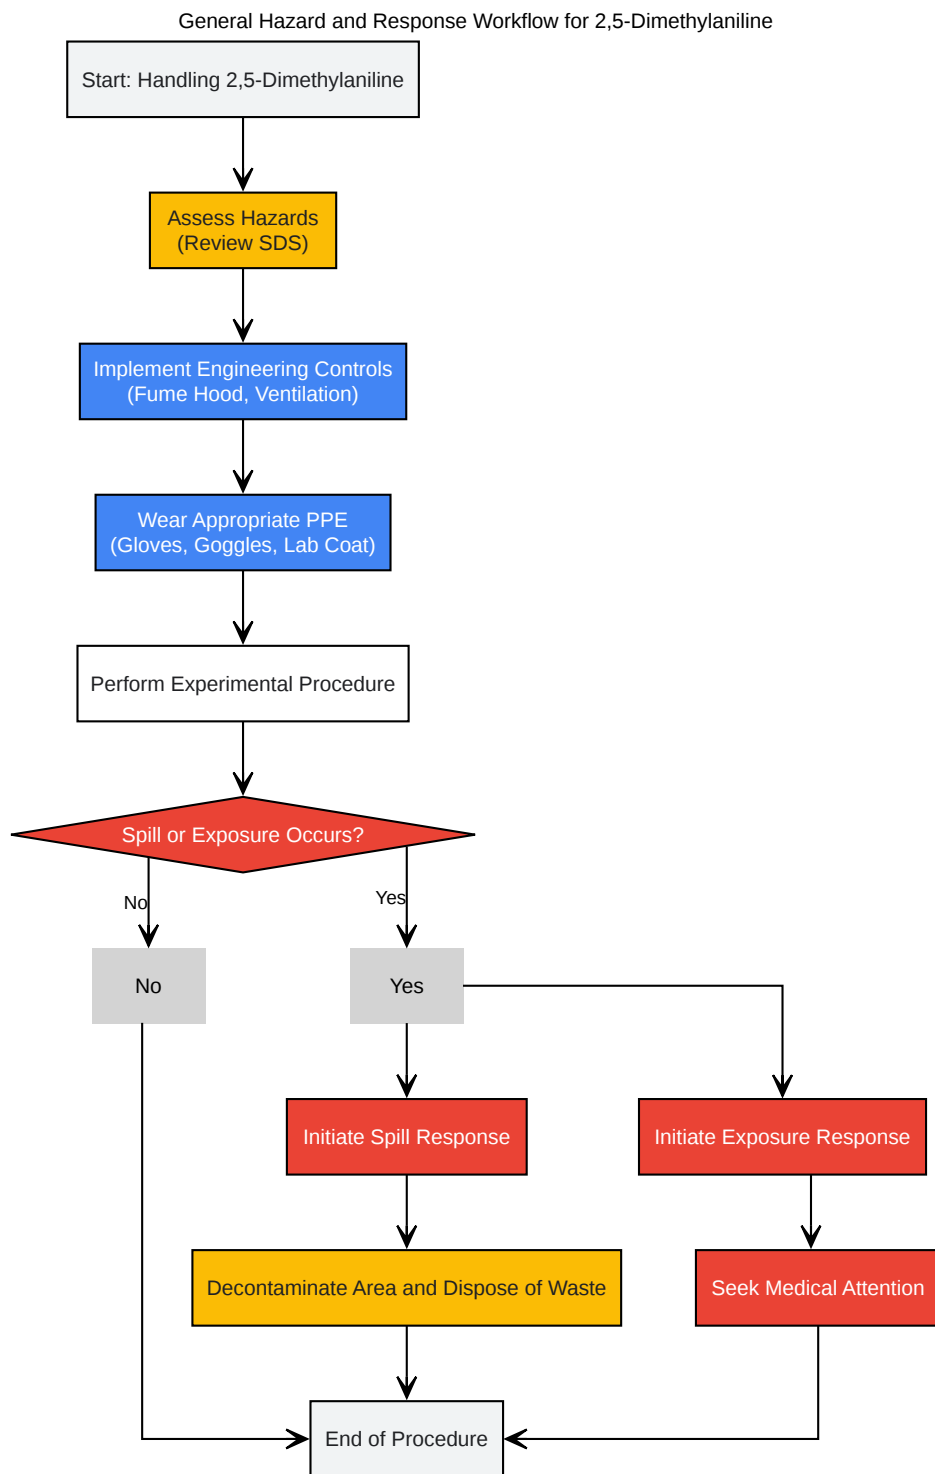 General Hazard and Response Workflow for 2,5-Dimethylaniline
Start: Handling 2,5-Dimethylaniline
Assess Hazards
(Review SDS)
Implement Engineering Controls
(Fume Hood, Ventilation)
Wear Appropriate PPE
(Gloves, Goggles, Lab Coat)
Perform Experimental Procedure
Spill or Exposure Occurs?
No
Yes
No
Yes
Initiate Spill Response
Initiate Exposure Response
Decontaminate Area and Dispose of Waste
Seek Medical Attention
End of Procedure